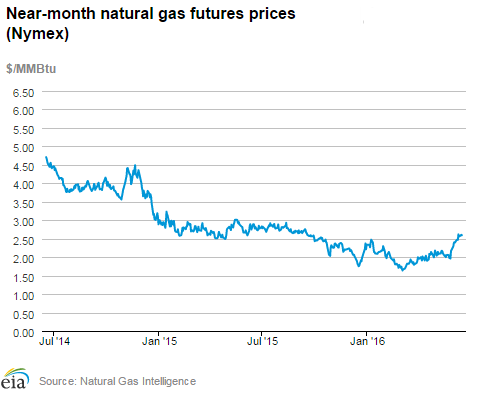 Near-month natural gas futures prices
(Nymex)
$/MMBtu
6.50
6.00
5.50
5.00
4.50
4.00
3.50
3.00
2.50
2.00
1.50
1.00
0.50
0.00
Jul '14 Jan '15 Jul '15 Jan '16
eia Source: Natural Gas Intelligence